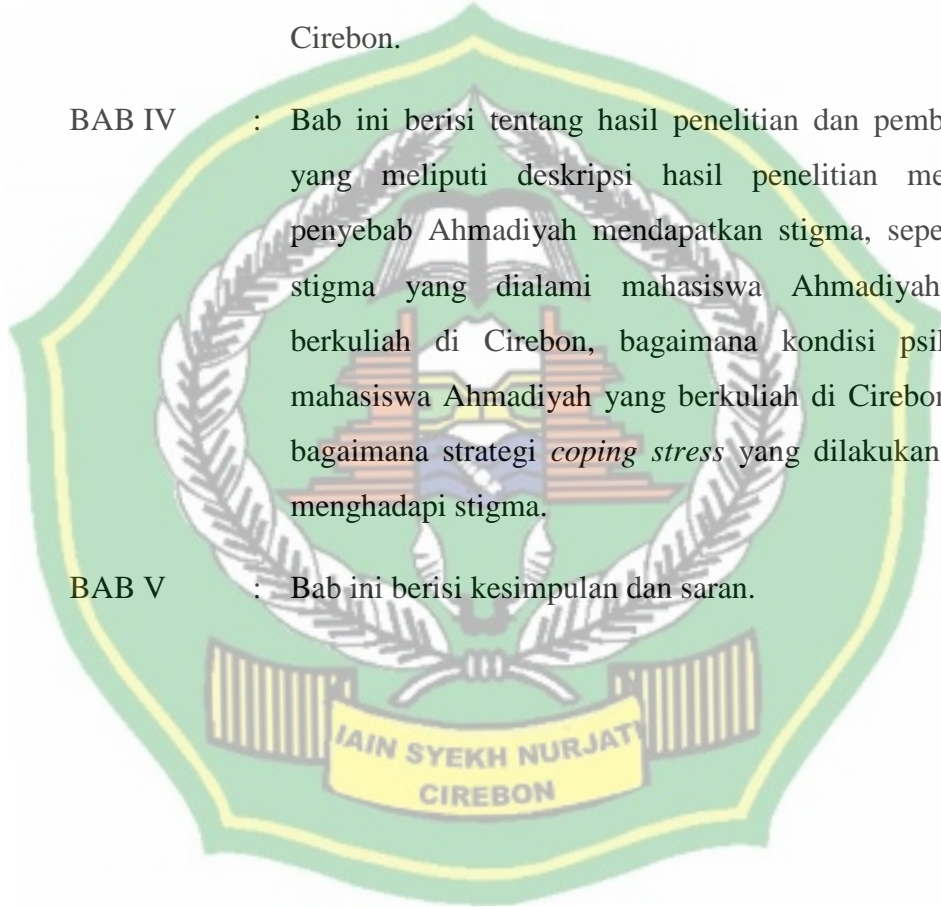 Cirebon.
BAB IV : Bab ini berisi tentang hasil penelitian dan pemb
yang meliputi deskripsi hasil penelitian me
penyebab Ahmadiyah mendapatkan stigma, sepe
stigma yang dialami mahasiswa Ahmadiyah
berkuliah di Cirebon, bagaimana kondisi psil
mahasiswa Ahmadiyah yang berkuliah di Cirebon
bagaimana strategi coping stress yang dilakukan
menghadapi stigma.
BAB V : Bab ini berisi kesimpulan dan saran.
IAIN SYEKH NURJATI
CIREBON